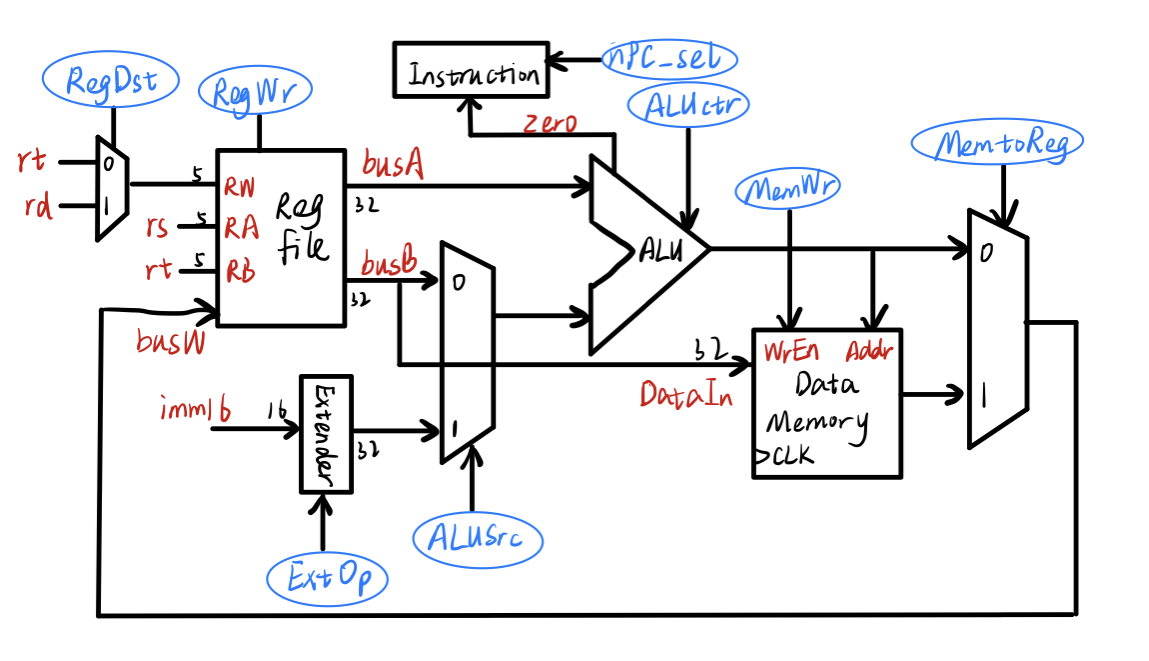 nPC_sel
Instruction
RegDst
RegWr
ALUctr
zero
MemtoReg
rt
0
busA
MemWr
5
RW
32
rd
1
Reg
file
rs
5
RA
ALU
0
rt
5
RB
busB
0
32
busW
32
WrEn
Addr
DataIn
Data
Memory
CLK
1
imm16
16
Extender
32
1
ALUSrc
ExtOp